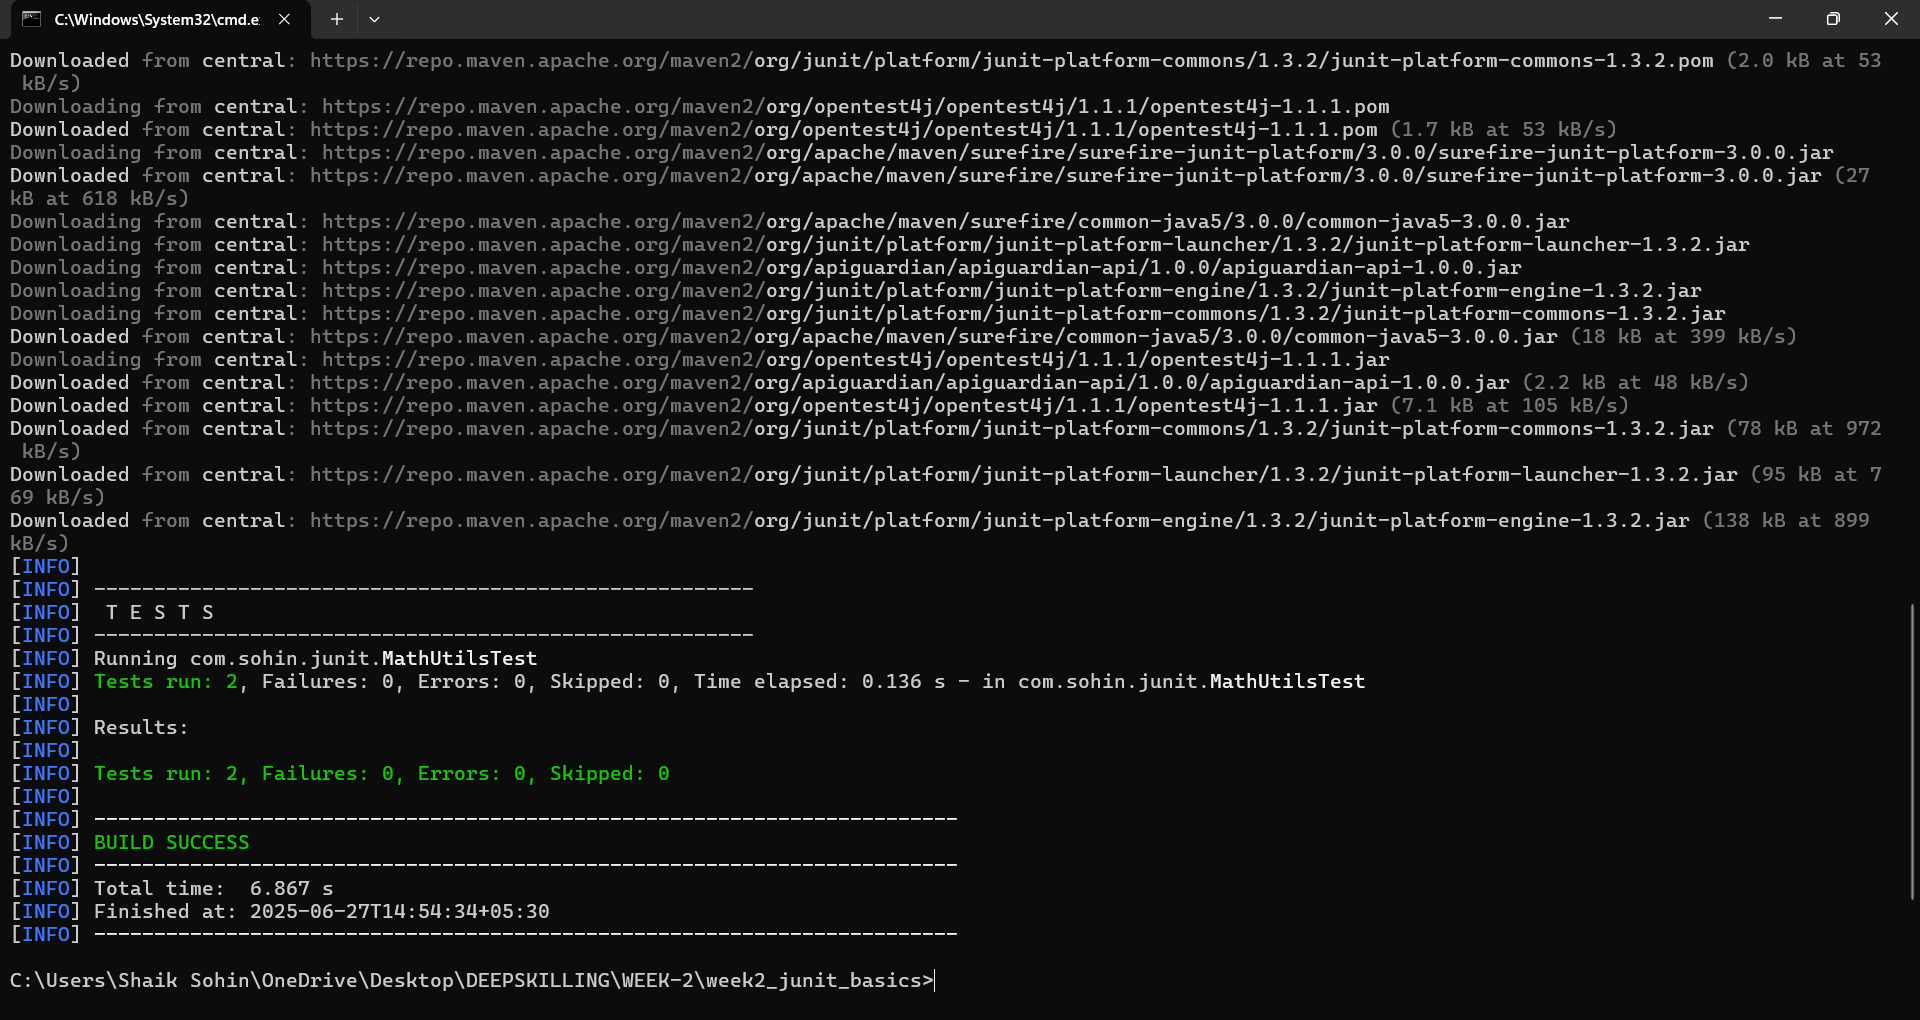 C:\Windows\System32\cmd.e
Downloaded from central: https://repo.maven.apache.org/maven2/org/junit/platform/junit-platform-commons/1.3.2/junit-platform-commons-1.3.2.pom (2.0 kB at 53
 kB/s)
Downloading from central: https://repo.maven.apache.org/maven2/org/opentest4j/opentest4j/1.1.1/opentest4j-1.1.1.pom
Downloaded from central: https://repo.maven.apache.org/maven2/org/opentest4j/opentest4j/1.1.1/opentest4j-1.1.1.pom (1.7 kB at 53 kB/s)
Downloading from central: https://repo.maven.apache.org/maven2/org/apache/maven/surefire/surefire-junit-platform/3.0.0/surefire-junit-platform-3.0.0.jar
Downloaded from central: https://repo.maven.apache.org/maven2/org/apache/maven/surefire/surefire-junit-platform/3.0.0/surefire-junit-platform-3.0.0.jar (27
kB at 618 kB/s)
Downloading from central: https://repo.maven.apache.org/maven2/org/apache/maven/surefire/common-java5/3.0.0/common-java5-3.0.0.jar
Downloading from central: https://repo.maven.apache.org/maven2/org/junit/platform/junit-platform-launcher/1.3.2/junit-platform-launcher-1.3.2.jar
Downloading from central: https://repo.maven.apache.org/maven2/org/apiguardian/apiguardian-api/1.0.0/apiguardian-api-1.0.0.jar
Downloading from central: https://repo.maven.apache.org/maven2/org/junit/platform/junit-platform-engine/1.3.2/junit-platform-engine-1.3.2.jar
Downloading from central: https://repo.maven.apache.org/maven2/org/junit/platform/junit-platform-commons/1.3.2/junit-platform-commons-1.3.2.jar
Downloaded from central: https://repo.maven.apache.org/maven2/org/apache/maven/surefire/common-java5/3.0.0/common-java5-3.0.0.jar (18 kB at 399 kB/s)
Downloading from central: https://repo.maven.apache.org/maven2/org/opentest4j/opentest4j/1.1.1/opentest4j-1.1.1.jar
Downloaded from central: https://repo.maven.apache.org/maven2/org/apiguardian/apiguardian-api/1.0.0/apiguardian-api-1.0.0.jar (2.2 kB at 48 kB/s)
Downloaded from central: https://repo.maven.apache.org/maven2/org/opentest4j/opentest4j/1.1.1/opentest4j-1.1.1.jar (7.1 kB at 105 kB/s)
Downloaded from central: https://repo.maven.apache.org/maven2/org/junit/platform/junit-platform-commons/1.3.2/junit-platform-commons-1.3.2.jar (78 kB at 972
 kB/s)
Downloaded from central: https://repo.maven.apache.org/maven2/org/junit/platform/junit-platform-launcher/1.3.2/junit-platform-launcher-1.3.2.jar (95 kB at 7
69 kB/s)
Downloaded from central: https://repo.maven.apache.org/maven2/org/junit/platform/junit-platform-engine/1.3.2/junit-platform-engine-1.3.2.jar (138 kB at 899
kB/s)
[INFO]
[INFO] -------------------------------------------------------
[INFO]  T E S T S
[INFO] -------------------------------------------------------
[INFO] Running com.sohin.junit.MathUtilsTest
[INFO] Tests run: 2, Failures: 0, Errors: 0, Skipped: 0, Time elapsed: 0.136 s - in com.sohin.junit.MathUtilsTest
[INFO]
[INFO] Results:
[INFO]
[INFO] Tests run: 2, Failures: 0, Errors: 0, Skipped: 0
[INFO]
[INFO] ------------------------------------------------------------------------
[INFO] BUILD SUCCESS
[INFO] ------------------------------------------------------------------------
[INFO] Total time:  6.867 s
[INFO] Finished at: 2025-06-27T14:54:34+05:30
[INFO] ------------------------------------------------------------------------
C:\Users\Shaik Sohin\OneDrive\Desktop\DEEPSKILLING\WEEK-2\week2_junit_basics>